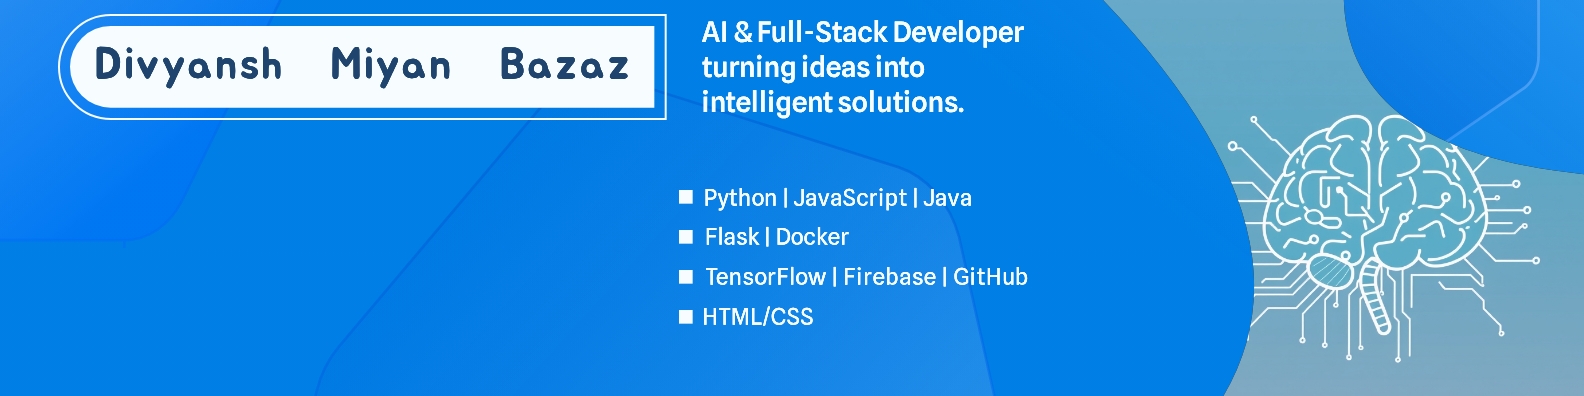 Divyansh Miyan Bazaz
AI & Full-Stack Developer
turning ideas into
intelligent solutions.
Python | JavaScript | Java
Flask | Docker
TensorFlow | Firebase | GitHub
HTML/CSS